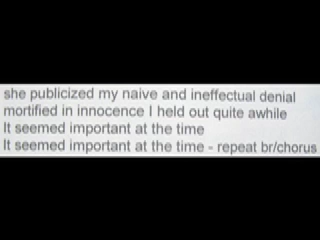 she publicized my naive and ineffectual denial
mortified in innocence I held out quite awhile
It seemed important at the time
It seemed important at the time - repeat br/chorus